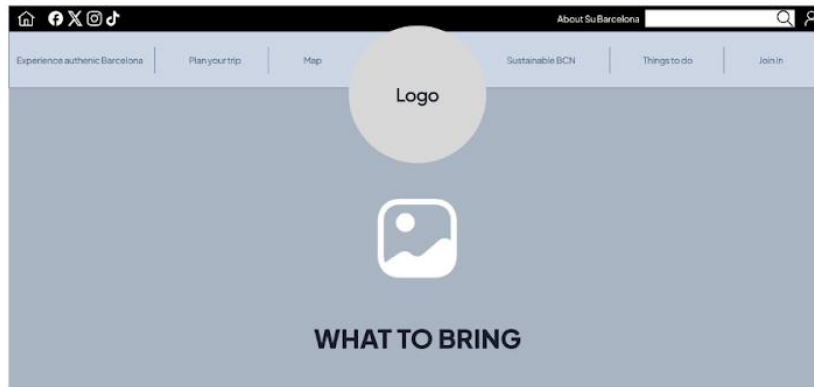 About Su Barcelona
Experience authenic Barcelona
Plan your trip
Map
Logo
Sustainable BCN
Things to do
Join in
WHAT TO BRING